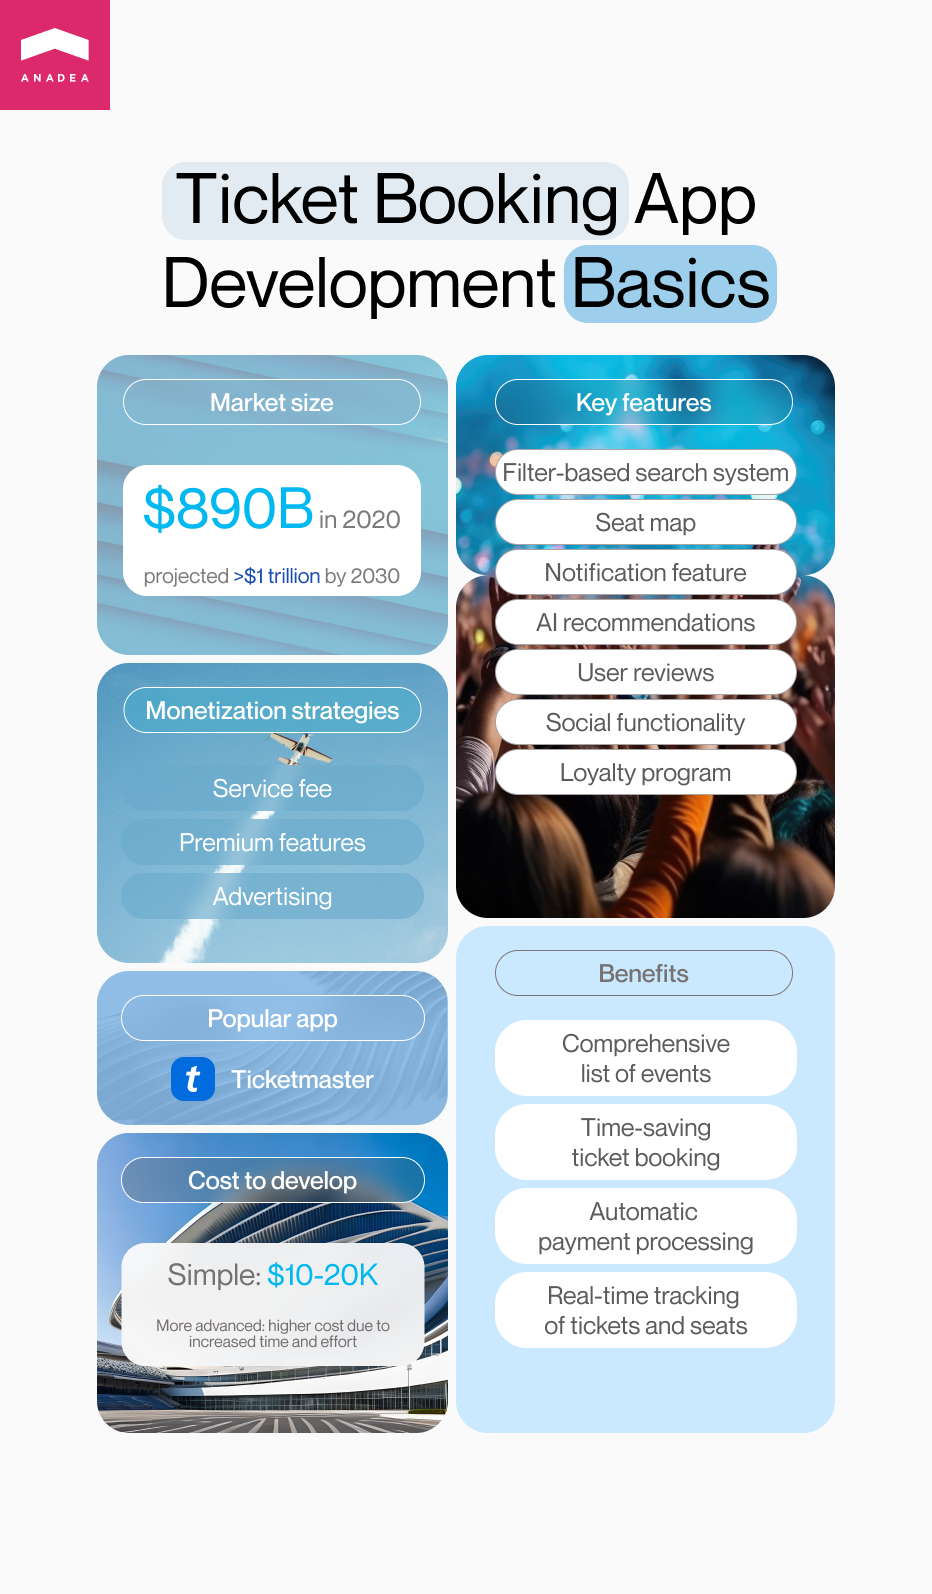 ANADEA
Ticket Booking App
Development Basics
Market size
$890B in 2020
projected >$1 trillion by 2030
Monetization strategies
Service fee
Premium features
Advertising
Popular app
t Ticketmaster
Cost to develop
Simple: $10-20K
More advanced: higher cost due to
increased time and effort
Key features
Filter-based search system
Seat map
Notification feature
AI recommendations
User reviews
Social functionality
Loyalty program
Benefits
Comprehensive
list of events
Time-saving
ticket booking
Automatic
payment processing
Real-time tracking
of tickets and seats